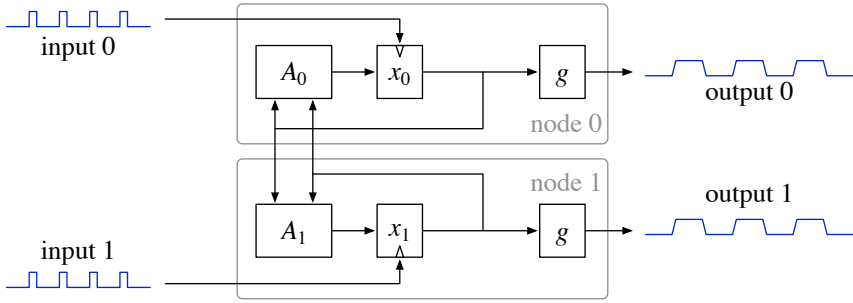 input 0
A₀
x₀
g
output 0
node 0
node 1
output 1
A₁
x₁
g
input 1